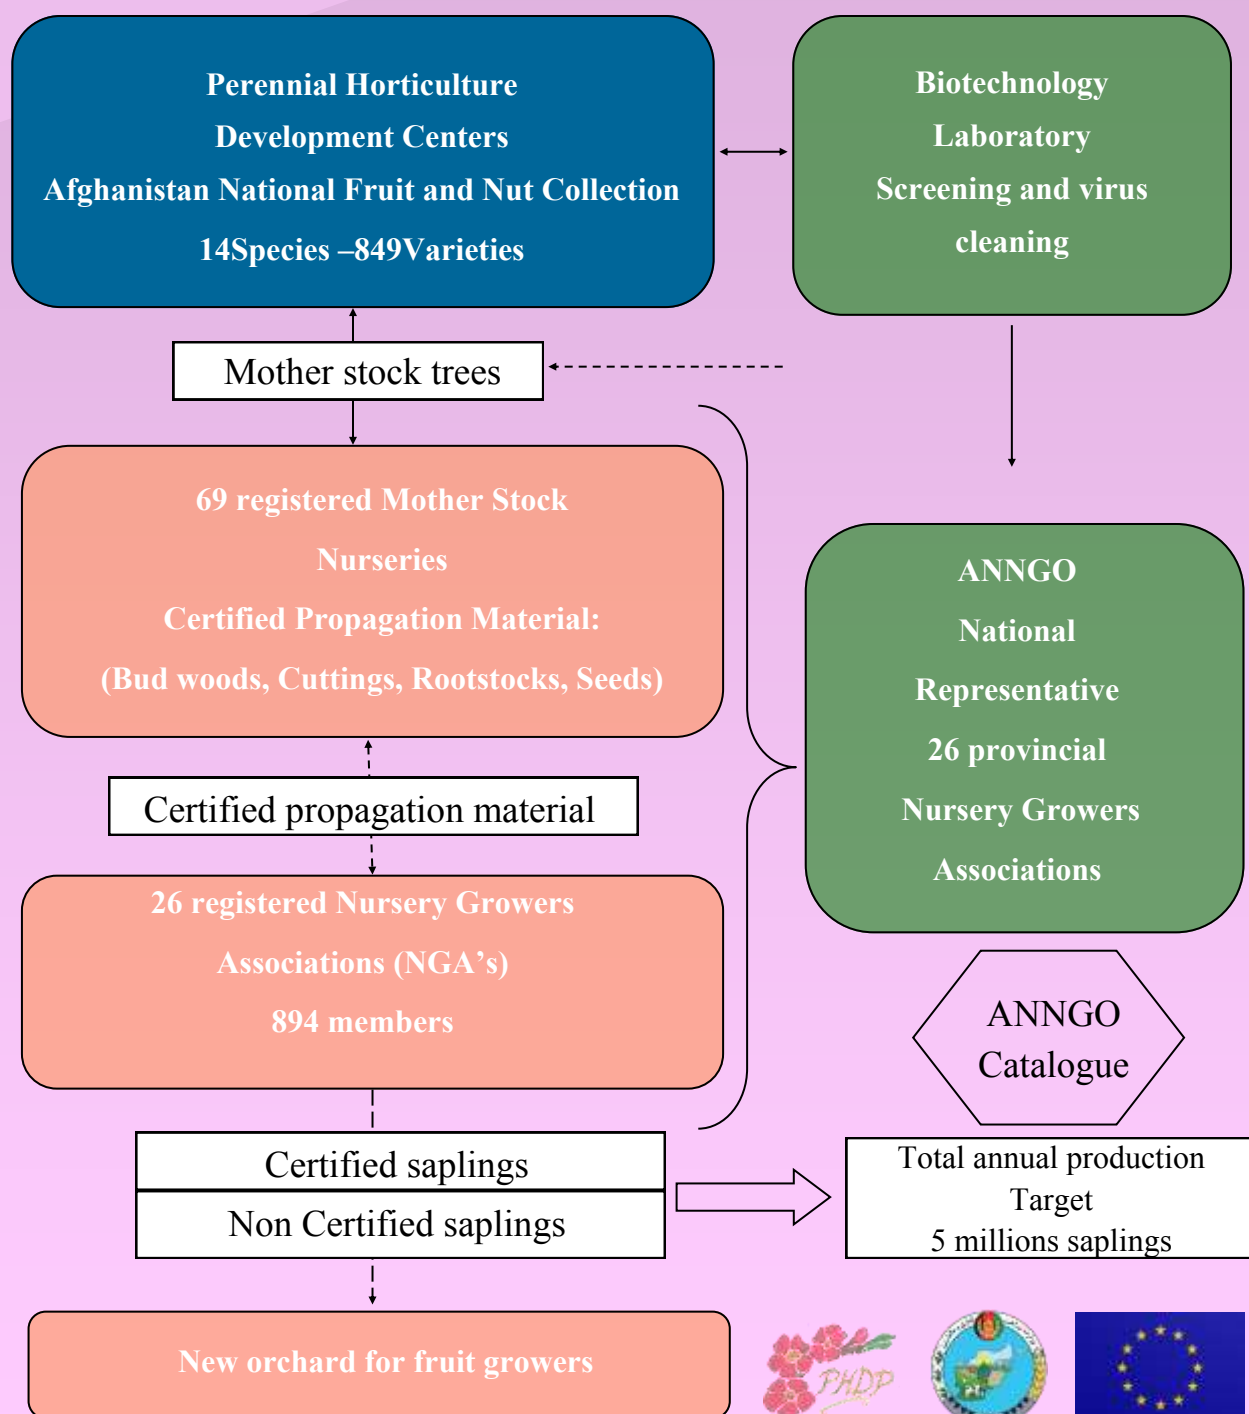 Perennial Horticulture
Development Centers
Afghanistan National Fruit and Nut Collection
14Species –849Varieties
Biotechnology
Laboratory
Screening and virus
cleaning
Mother stock trees
69 registered Mother Stock
Nurseries
Certified Propagation Material:
(Bud woods, Cuttings, Rootstocks, Seeds)
Certified propagation material
26 registered Nursery Growers
Associations (NGA’s)
894 members
ANNGO
National
Representative
26 provincial
Nursery Growers
Associations
ANNGO
Catalogue
Certified saplings
Non Certified saplings
Total annual production
Target
5 millions saplings
New orchard for fruit growers
PHDP